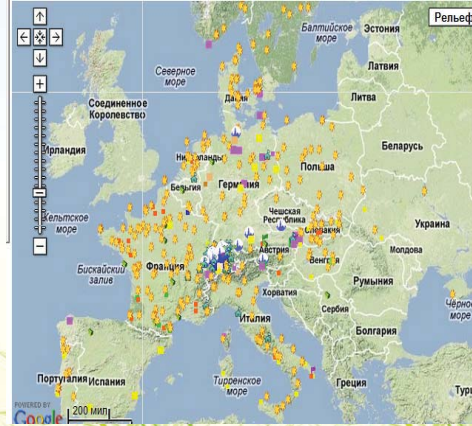 Рельеф
Балтийское
море
Эстония
Латвия
Северное
море
Дания
Литва
Соединенное
Королевство
Ирландия
Беларусь
Нидерланды
Польша
Бельгия
Германия
Кельтское
море
Чешская
Республика
Словакия
Украина
Австрия
Молдова
Бискайский
залив
Франция
Венгрия
Румыния
Хорватия
Сербия
Черное
море
Италия
Болгария
Португалия
Испания
Тирренское
море
Греция
Тур
POWERED BY
Google
200 мил